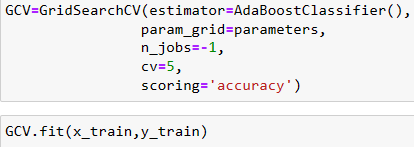 GCV=GridSearchCV(estimator=AdaBoostClassifier(),
param_grid=parameters,
n_jobs=-1,
cv=5,
scoring='accuracy')
GCV.fit(x_train,y_train)